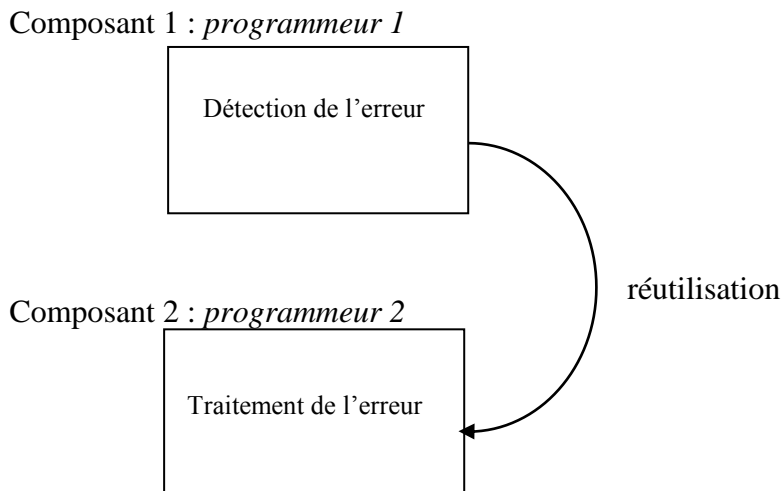 Composant 1 : programmeur 1
Détection de l’erreur
réutilisation
Composant 2 : programmeur 2
Traitement de l’erreur